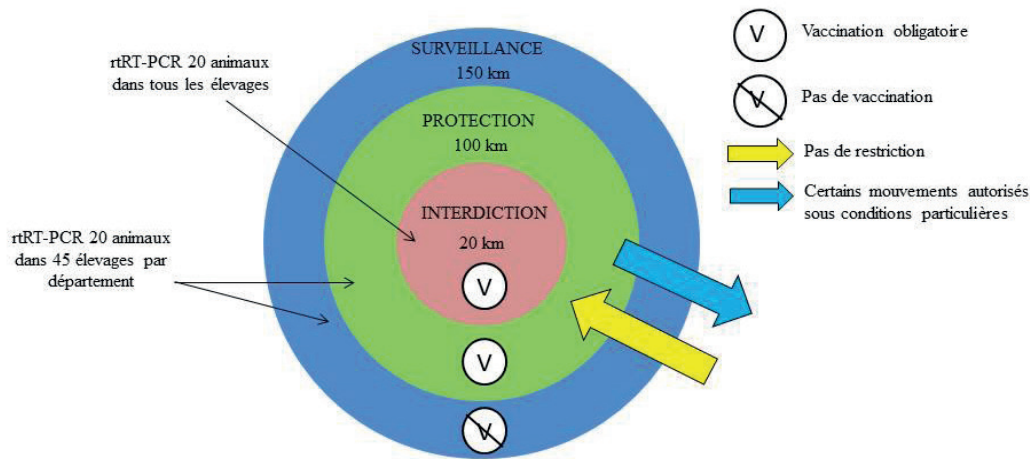 SURVEILLANCE
150 km
rtRT-PCR 20 animaux
dans tous les élevages
PROTECTION
100 km
INTERDICTION
20 km
rtRT-PCR 20 animaux
dans 45 élevages par
département
V
V
V
V
Vaccination obligatoire
V
Pas de vaccination
Pas de restriction
Certains mouvements autorisés
sous conditions particulières